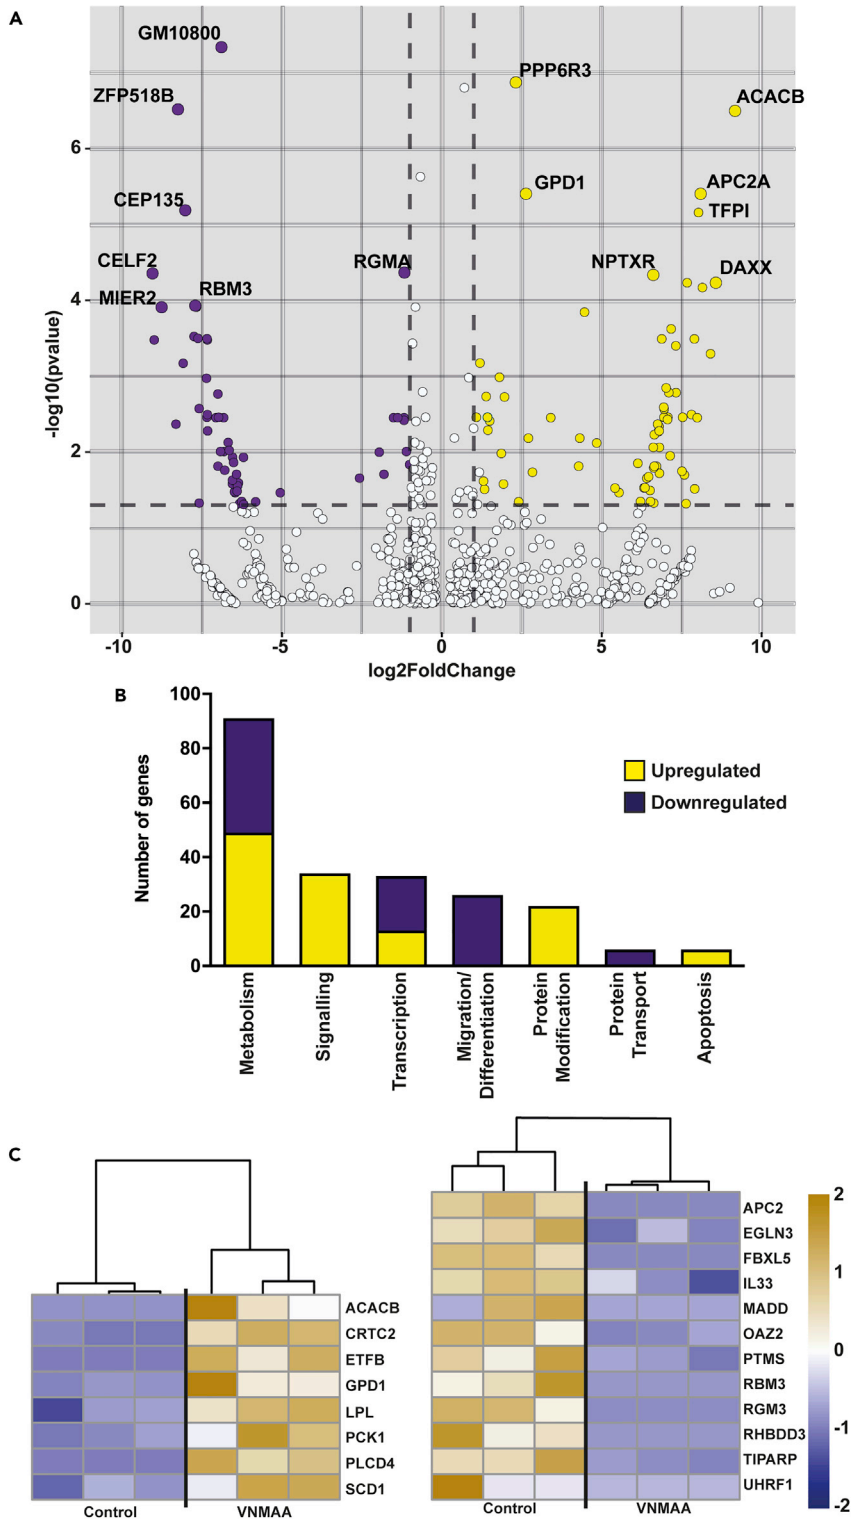 A
GM10800
PPP6R3
ZFP518B
ACACB
6
CEP135
GPD1
APC2A
TFPI
CELF2
RGMA
NPTXR
DAXX
MIER2
RBM3
4
-log10(pvalue)
2
0
-10
-5
0
5
10
log2FoldChange
B
100
80
60
40
20
0
Number of genes
Upregulated
Downregulated
Metabolism
Signalling
Transcription
Migration/
Differentiation
Protein
Modification
Protein
Transport
Apoptosis
C
ACACB
CRTC2
ETFB
GPD1
LPL
PCK1
PLCD4
SCD1
Control
VNMAA
APC2
EGLN3
FBXL5
IL33
MADD
OAZ2
PTMS
RBM3
RGM3
RHBDD3
TIPARP
UHRF1
Control
VNMAA
2
1
0
-1
-2